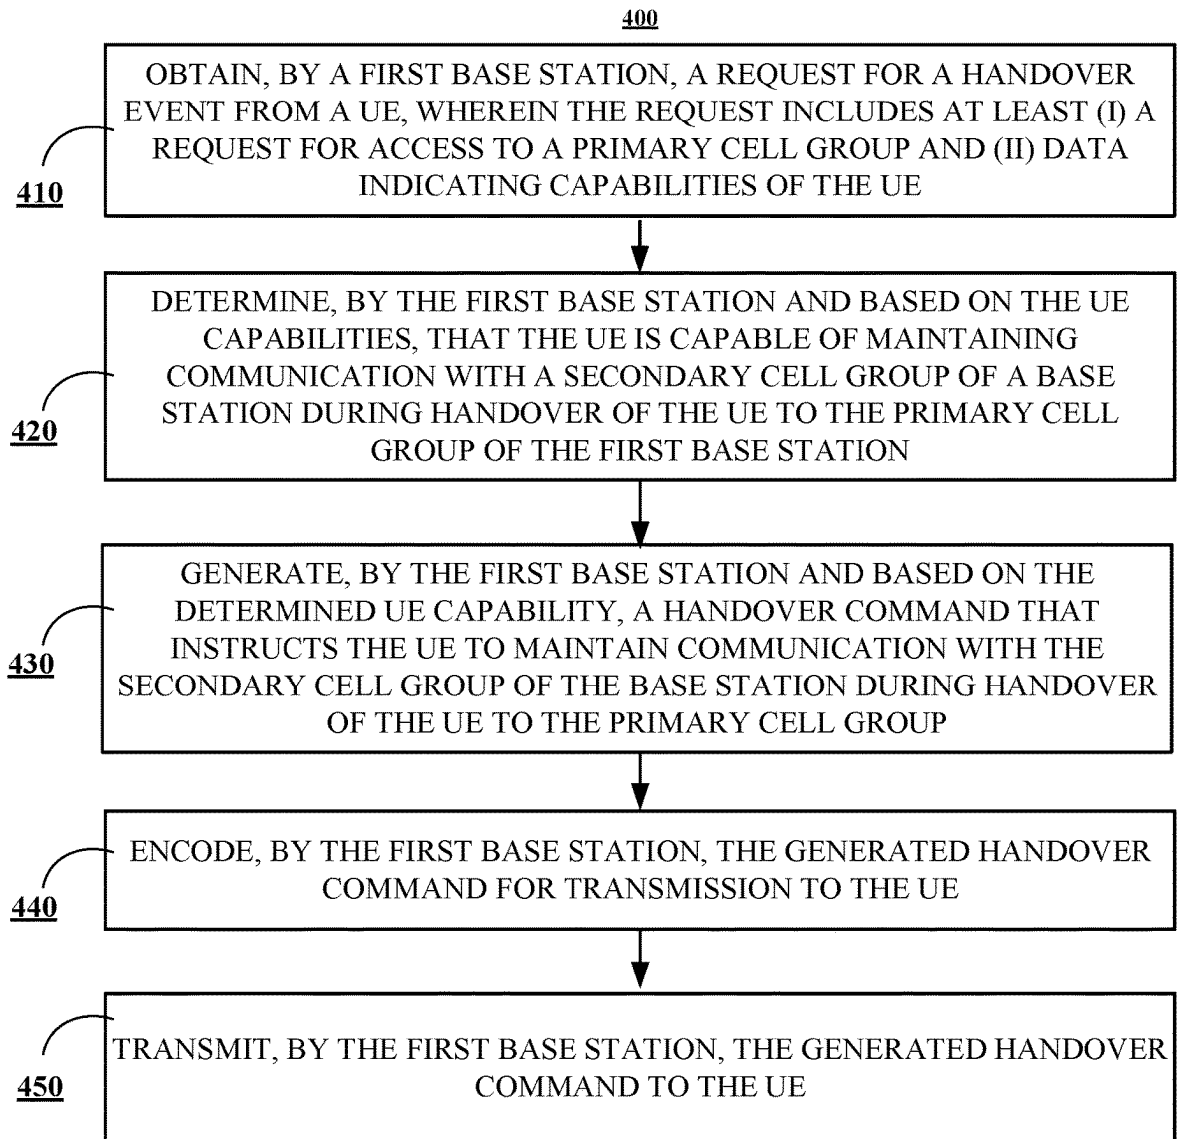 400
OBTAIN, BY A FIRST BASE STATION, A REQUEST FOR A HANDOVER
EVENT FROM A UE, WHEREIN THE REQUEST INCLUDES AT LEAST (I) A
REQUEST FOR ACCESS TO A PRIMARY CELL GROUP AND (II) DATA
INDICATING CAPABILITIES OF THE UE
410
DETERMINE, BY THE FIRST BASE STATION AND BASED ON THE UE
CAPABILITIES, THAT THE UE IS CAPABLE OF MAINTAINING
COMMUNICATION WITH A SECONDARY CELL GROUP OF A BASE
STATION DURING HANDOVER OF THE UE TO THE PRIMARY CELL
GROUP OF THE FIRST BASE STATION
420
GENERATE, BY THE FIRST BASE STATION AND BASED ON THE
DETERMINED UE CAPABILITY, A HANDOVER COMMAND THAT
INSTRUCTS THE UE TO MAINTAIN COMMUNICATION WITH THE
SECONDARY CELL GROUP OF THE BASE STATION DURING HANDOVER
OF THE UE TO THE PRIMARY CELL GROUP
430
ENCODE, BY THE FIRST BASE STATION, THE GENERATED HANDOVER
COMMAND FOR TRANSMISSION TO THE UE
440
TRANSMIT, BY THE FIRST BASE STATION, THE GENERATED HANDOVER
COMMAND TO THE UE
450